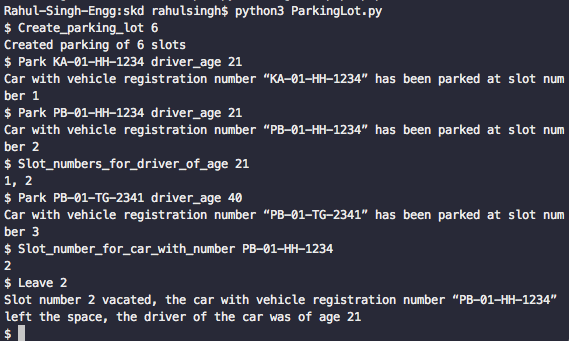 Rahul-Singh-Engg:skd rahulsingh$ python3 ParkingLot.py
$ Create_parking_lot 6
Created parking of 6 slots
$ Park KA-01-HH-1234 driver_age 21
Car with vehicle registration number “KA-01-HH-1234” has been parked at slot num
ber 1
$ Park PB-01-HH-1234 driver_age 21
Car with vehicle registration number “PB-01-HH-1234” has been parked at slot num
ber 2
$ Slot_numbers_for_driver_of_age 21
1, 2
$ Park PB-01-TG-2341 driver_age 40
Car with vehicle registration number “PB-01-TG-2341” has been parked at slot num
ber 3
$ Slot_number_for_car_with_number PB-01-HH-1234
2
$ Leave 2
Slot number 2 vacated, the car with vehicle registration number “PB-01-HH-1234”
left the space, the driver of the car was of age 21
$